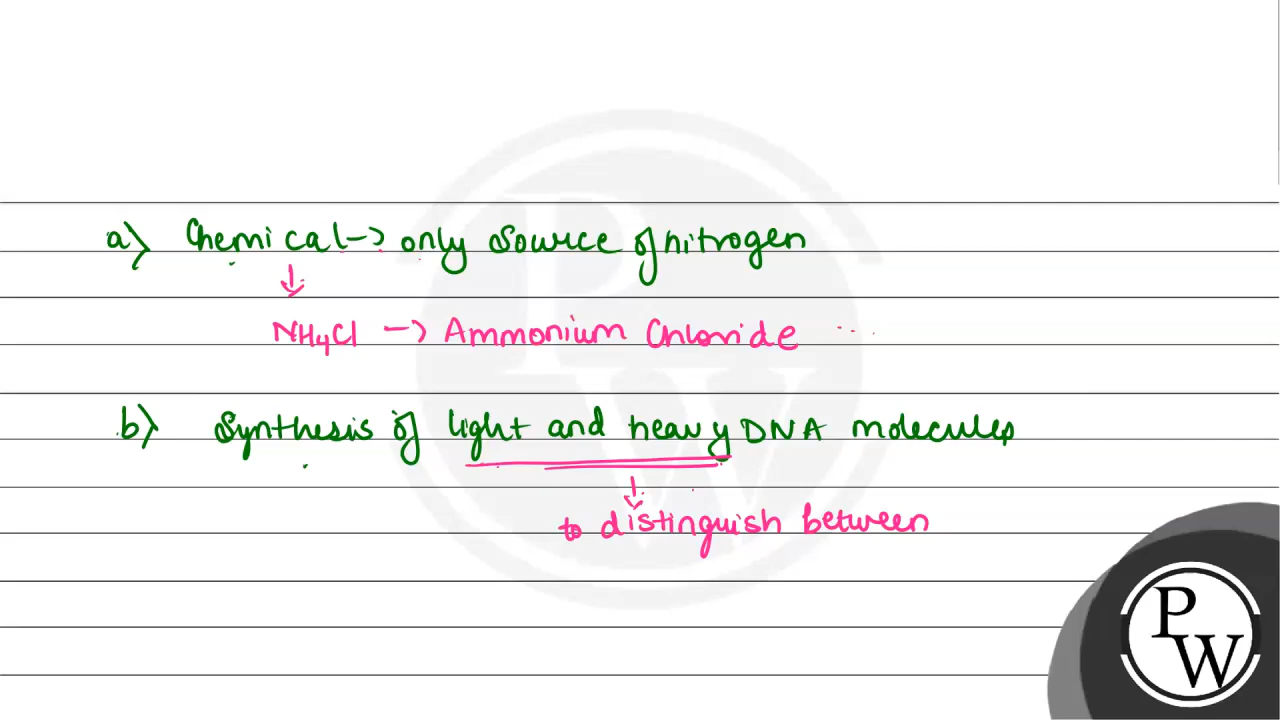 a) Chemical → only source of nitrogen
↓
NH4Cl → Ammonium Chloride ...
b) Synthesis of light and heavy DNA molecules
↓
to distinguish between
P
W